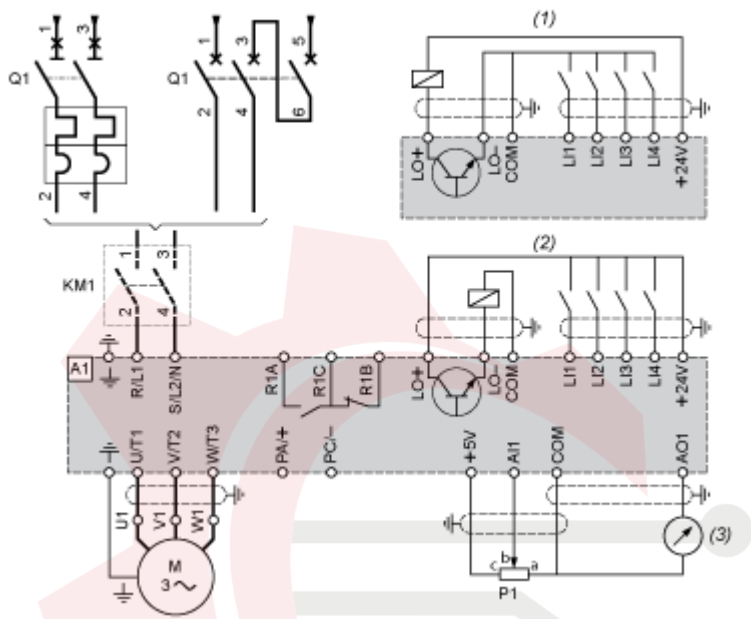 1 3 1 3 5 (1)
Q1 Q1
2 4 6
2 4
LO+ LO- COM LI1 LI2 LI3 LI4 +24V
1 3 (2)
KM1
2 4
A1 R/L1 S/L2/N R1A R1C R1B LO+ LO- COM LI1 LI2 LI3 LI4 +24V
U/T1 V/T2 W/T3 PA/+ PC/- +5V AI1 COM AO1
U1 V1 W1 (3)
M
3~
c b a
P1